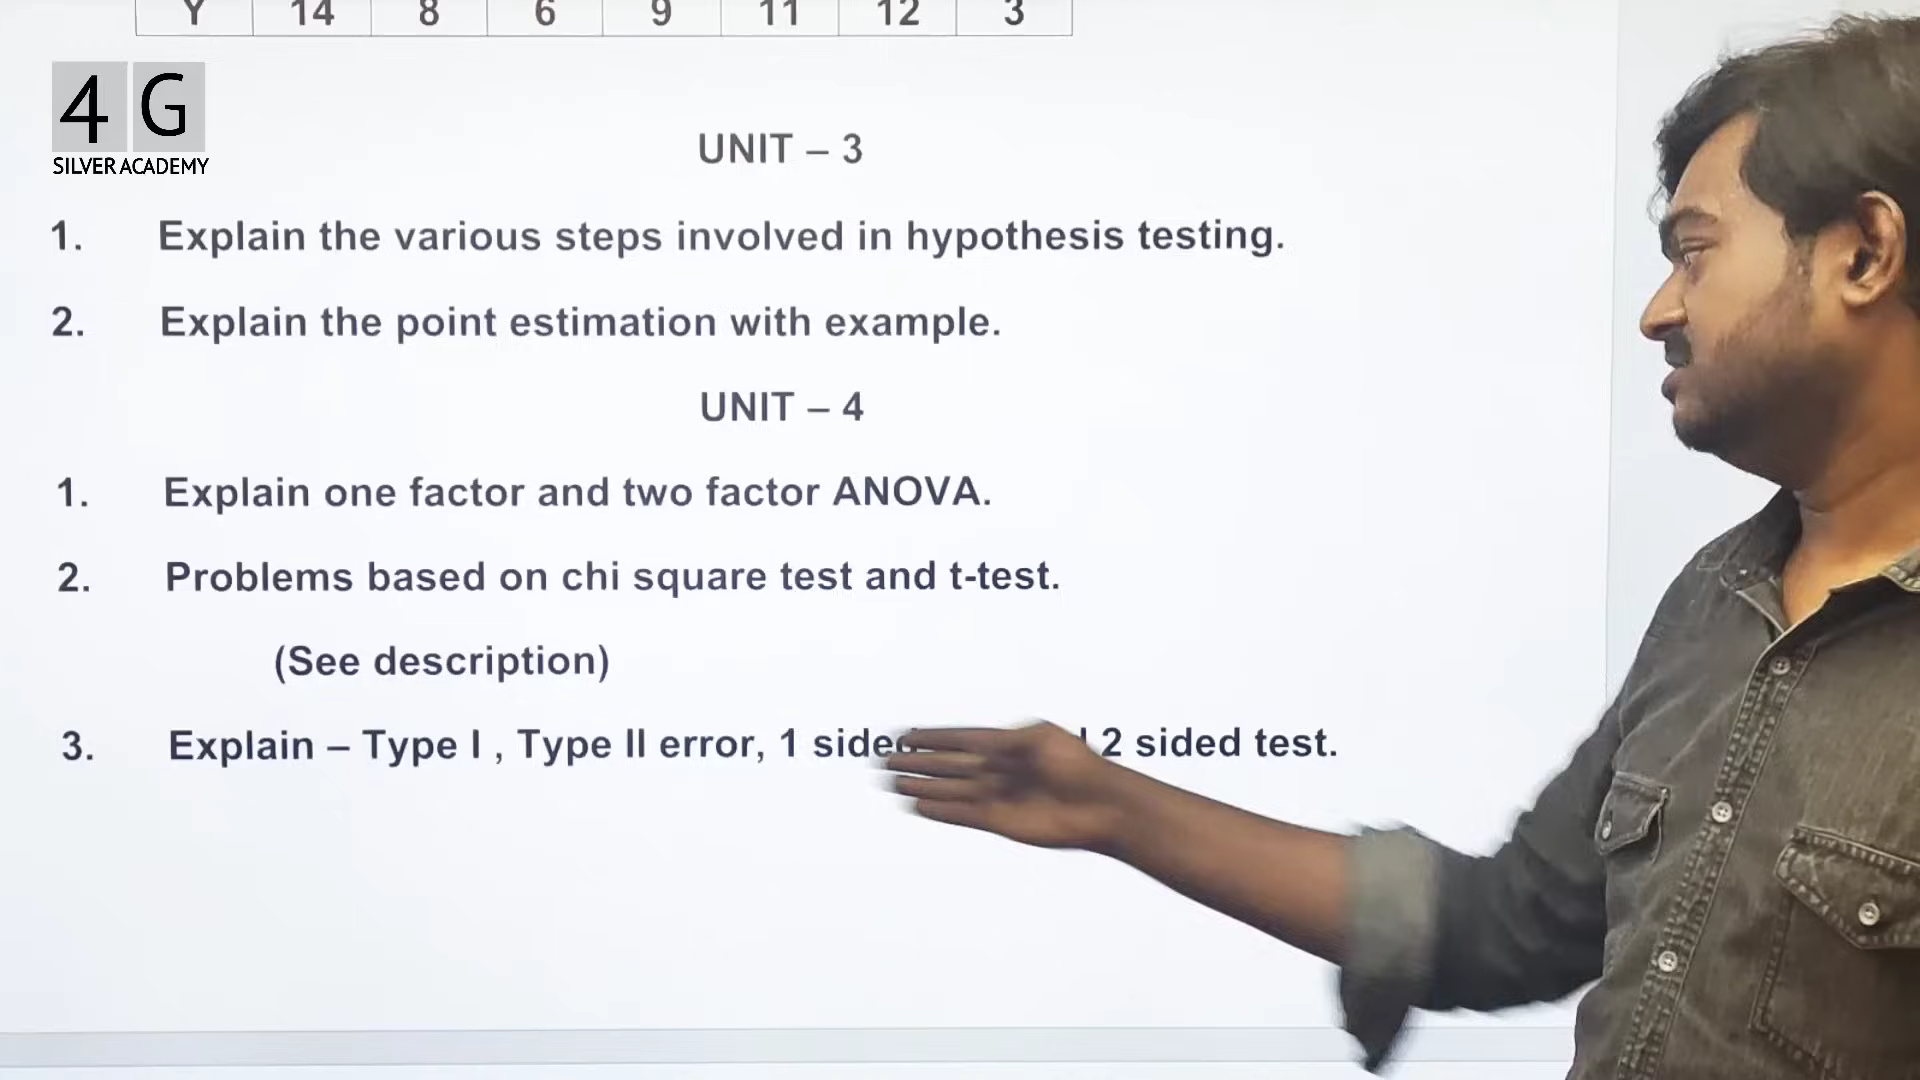 Y 14 8 6 9 11 12 3
4G
SILVER ACADEMY
UNIT – 3
1. Explain the various steps involved in hypothesis testing.
2. Explain the point estimation with example.
UNIT – 4
1. Explain one factor and two factor ANOVA.
2. Problems based on chi square test and t-test.
(See description)
3. Explain – Type I , Type II error, 1 sided 2 sided test.